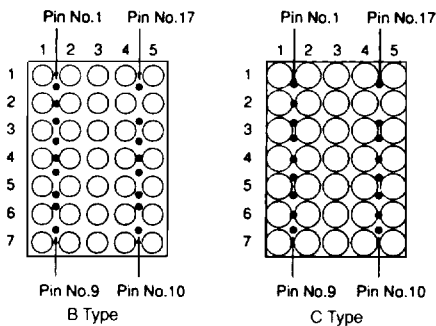 Pin No.1 Pin No.17 Pin No.1 Pin No.17
1 2 3 4 5 1 2 3 4 5
1 1
2 2
3 3
4 4
5 5
6 6
7 7
Pin No.9 Pin No.10 Pin No.9 Pin No.10
B Type C Type